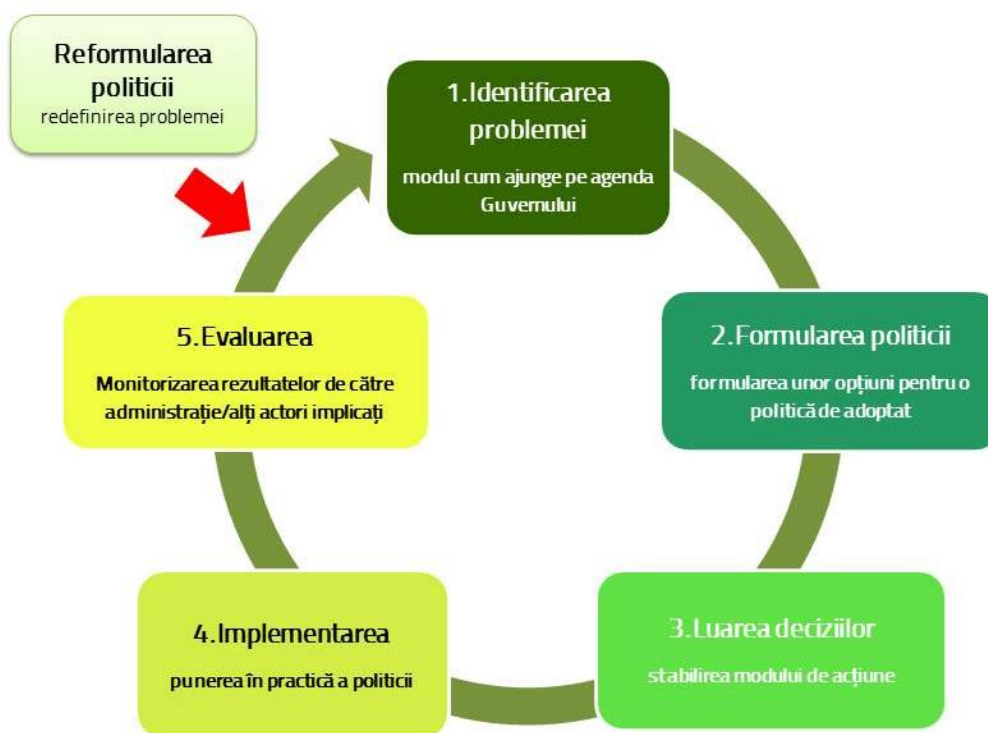 Reformularea
politicii
redefinirea problemei
1.Identificarea
problemei
modul cum ajunge pe agenda
Guvernului
2.Formularea politicii
formularea unor opțiuni pentru o
politică de adoptat
3.Luarea deciziilor
stabilirea modului de acțiune
4.Implementarea
punerea în practică a politicii
5.Evaluarea
Monitorizarea rezultatelor de către
administrație/alți actori implicați